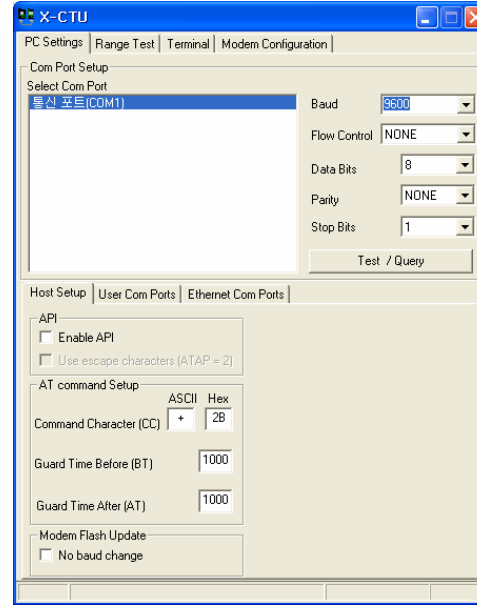 X-CTU
PC Settings Range Test Terminal Modem Configuration
Com Port Setup
Select Com Port
통신 포트(COM1)
Baud 9600
Flow Control NONE
Data Bits 8
Parity NONE
Stop Bits 1
Test / Query
Host Setup User Com Ports Ethernet Com Ports
API
Enable API
Use escape characters (ATAP = 2)
AT command Setup
ASCII Hex
Command Character (CC) + 2B
Guard Time Before (BT) 1000
Guard Time After (AT) 1000
Modem Flash Update
No baud change